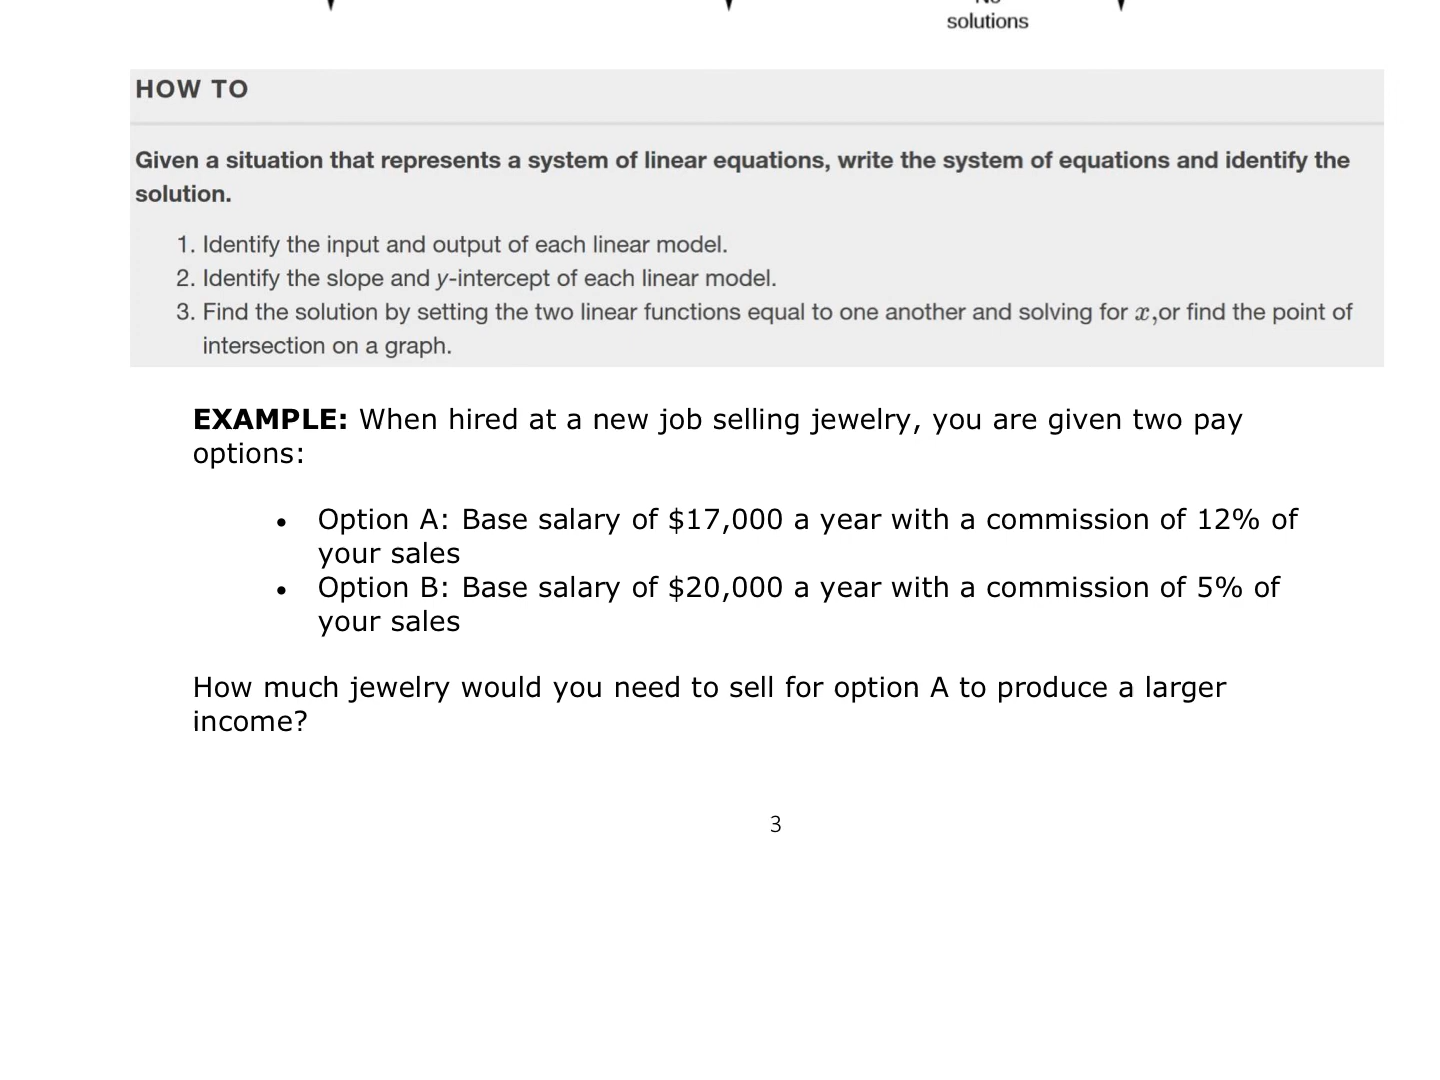 solutions
HOW TO
Given a situation that represents a system of linear equations, write the system of equations and identify the
solution.
1. Identify the input and output of each linear model.
2. Identify the slope and y-intercept of each linear model.
3. Find the solution by setting the two linear functions equal to one another and solving for x,or find the point of
intersection on a graph.
EXAMPLE: When hired at a new job selling jewelry, you are given two pay
options:
• Option A: Base salary of $17,000 a year with a commission of 12% of
your sales
• Option B: Base salary of $20,000 a year with a commission of 5% of
your sales
How much jewelry would you need to sell for option A to produce a larger
income?
3